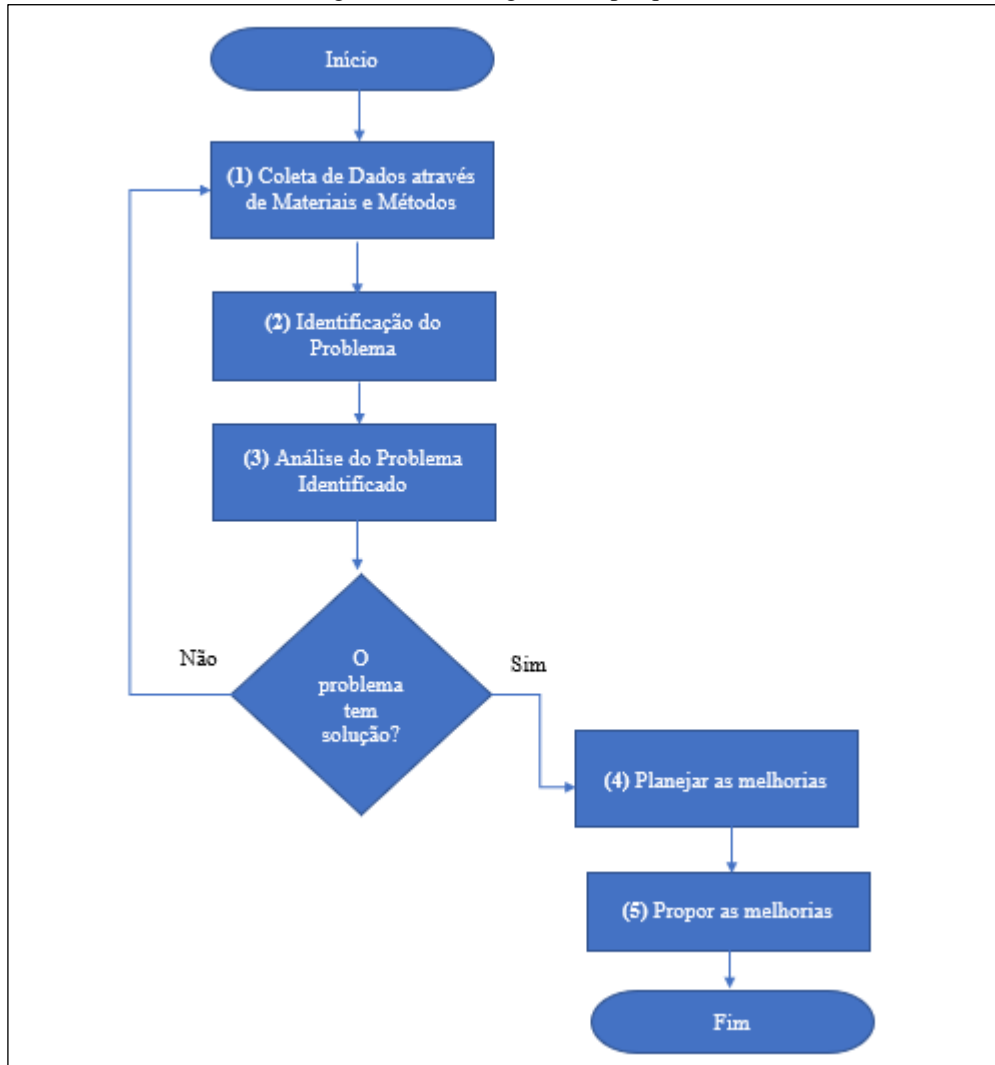 Início
(1) Coleta de Dados através
de Materiais e Métodos
(2) Identificação do
Problema
(3) Análise do Problema
Identificado
O
problema
tem
solução?
Não
Sim
(4) Planejar as melhorias
(5) Propor as melhorias
Fim